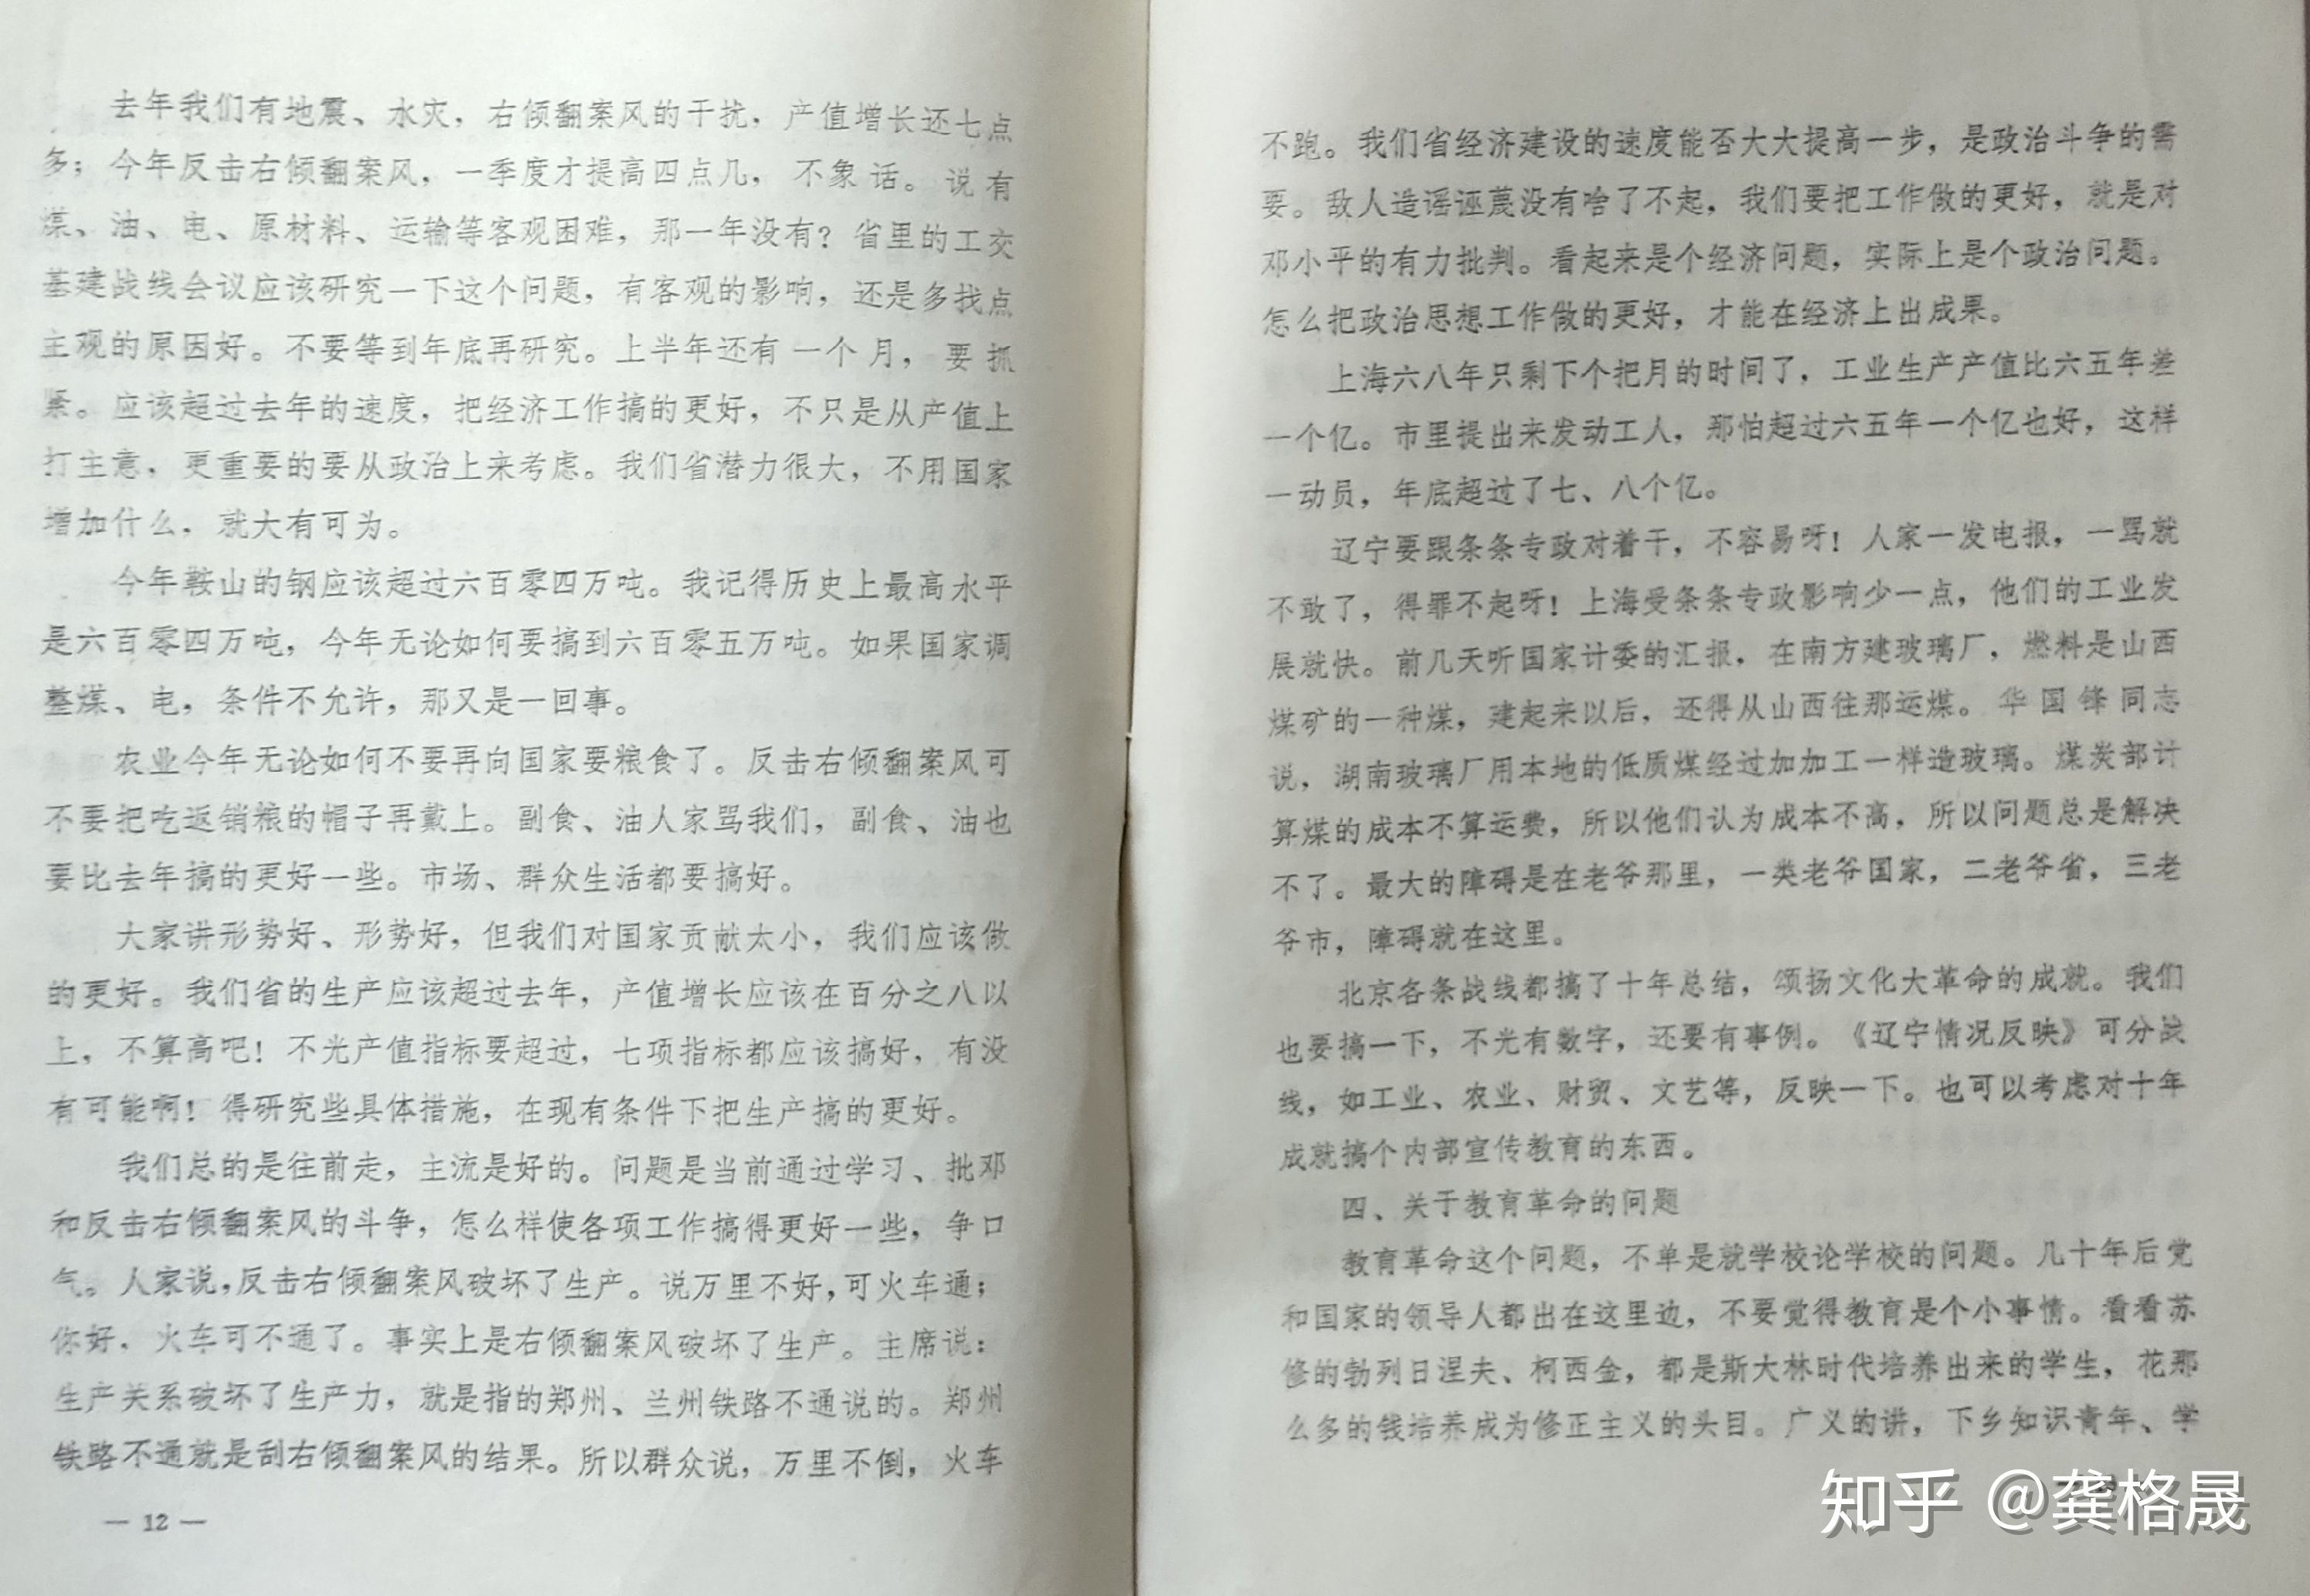 去年我们有地震、水灾，右倾翻案风的干扰，产值增长还七点
多；今年反击右倾翻案风，一季度才提高四点几，不象话。说有
煤、油、电、原材料、运输等客观困难，那一年没有？省里的工交
基建战线会议应该研究一下这个问题，有客观的影响，还是多找点
主观的原因好。不要等到年底再研究。上半年还有一个月，要抓
紧。应该超过去年的速度，把经济工作搞的更好，不只是从产值上
打主意，更重要的要从政治上来考虑。我们省潜力很大，不用国家
增加什么，就大有可为。
今年鞍山的钢应该超过六百零四万吨。我记得历史上最高水平
是六百零四万吨，今年无论如何要搞到六百零五万吨。如果国家调
整煤、电，条件不允许，那又是一回事。
农业今年无论如何不要再向国家要粮食了。反击右倾翻案风可
不要把吃返销粮的帽子再戴上。副食、油人家骂我们，副食、油也
要比去年搞的更好一些。市场、群众生活都要搞好。
大家讲形势好、形势好，但我们对国家贡献太小，我们应该做
的更好。我们省的生产应该超过去年，产值增长应该在百分之八以
上，不算高吧！不光产值指标要超过，七项指标都应该搞好，有没
有可能啊！得研究些具体措施，在现有条件下把生产搞的更好。
我们总的是往前走，主流是好的。问题是当前通过学习、批邓
和反击右倾翻案风的斗争，怎么样使各项工作搞得更好一些，争口
气。人家说，反击右倾翻案风破坏了生产。说万里不好，可火车通；
你好，火车可不通了。事实上是右倾翻案风破坏了生产。主席说：
生产关系破坏了生产力，就是指的郑州、兰州铁路不通说的。郑州
铁路不通就是刮右倾翻案风的结果。所以群众说，万里不倒，火车
— 12 —
不跑。我们省经济建设的速度能否大大提高一步，是政治斗争的需
要。敌人造谣诬蔑没有啥了不起，我们要把工作做的更好，就是对
邓小平的有力批判。看起来是个经济问题，实际上是个政治问题。
怎么把政治思想工作做的更好，才能在经济上出成果。
上海六八年只剩下个把月的时间了，工业生产产值比六五年差
一个亿。市里提出来发动工人，那怕超过六五年一个亿也好，这样
一动员，年底超过了七、八个亿。
辽宁要跟条条专政对着干，不容易呀！人家一发电报，一骂就
不敢了，得罪不起呀！上海受条条专政影响少一点，他们的工业发
展就快。前几天听国家计委的汇报，在南方建玻璃厂，燃料是山西
煤矿的一种煤，建起来以后，还得从山西往那运煤。华国锋同志
说，湖南玻璃厂用本地的低质煤经过加加工一样造玻璃。煤炭部计
算煤的成本不算运费，所以他们认为成本不高，所以问题总是解决
不了。最大的障碍是在老爷那里，一类老爷国家，二老爷省，三老
爷市，障碍就在这里。
北京各条战线都搞了十年总结，颂扬文化大革命的成就。我们
也要搞一下，不光有数字，还要有事例。《辽宁情况反映》可分战
线，如工业、农业、财贸、文艺等，反映一下。也可以考虑对十年
成就搞个内部宣传教育的东西。
四、关于教育革命的问题
教育革命这个问题，不单是就学校论学校的问题。几十年后党
和国家的领导人都出在这里边，不要觉得教育是个小事情。看看苏
修的勃列日涅夫、柯西金，都是斯大林时代培养出来的学生，花那
么多的钱培养成为修正主义的头目。广义的讲，下乡知识青年、学
知乎 @龚格晟